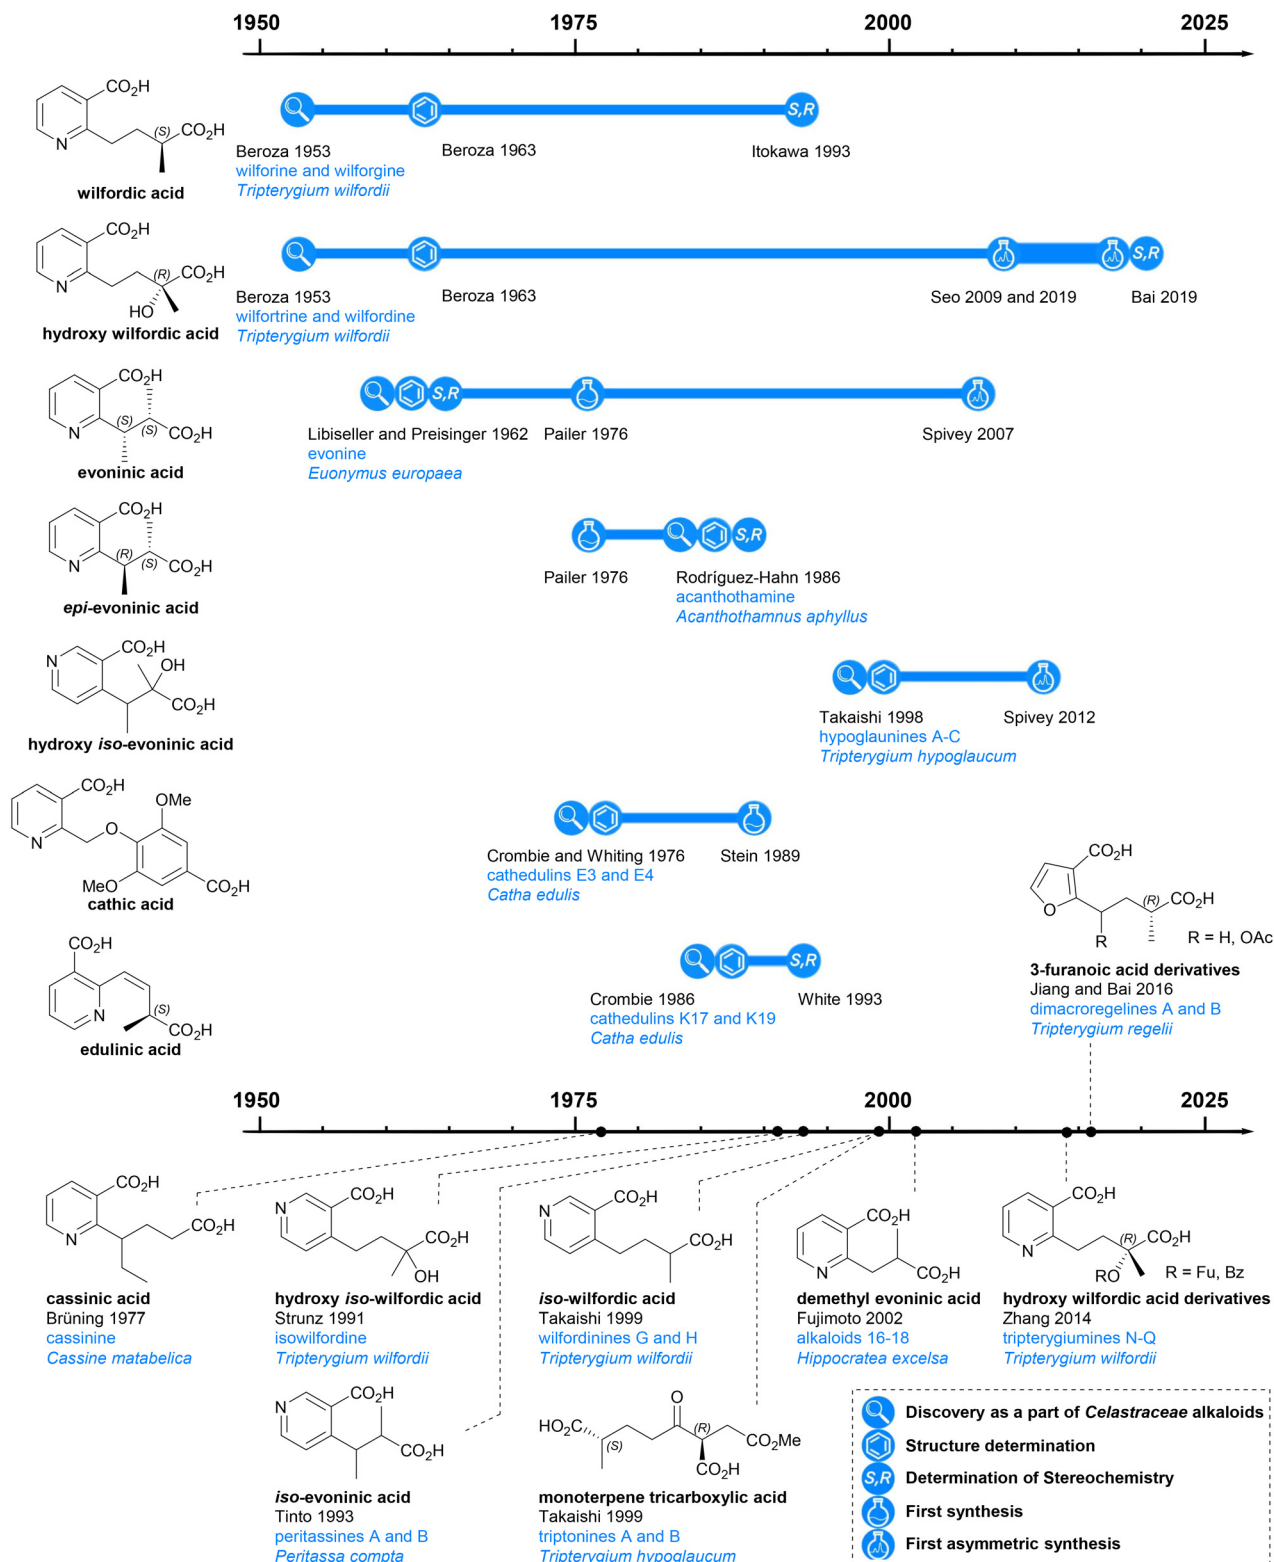 1950 1975 2000 2025
CO₂H
(S)
CO₂H
N
wilfordic acid
S,R
Beroza 1953 Beroza 1963 Itokawa 1993
wilforine and wilforgine
Tripterygium wilfordii
CO₂H
(R)
CO₂H
N
HO
hydroxy wilfordic acid
S,R
Beroza 1953 Beroza 1963 Seo 2009 and 2019 Bai 2019
wilfortrine and wilfordine
Tripterygium wilfordii
CO₂H
(S)
(S)
N
CO₂H
evoninic acid
S,R
Libiseller and Preisinger 1962 Pailer 1976 Spivey 2007
evonine
Euonymus europaea
CO₂H
(R)
(S)
N
CO₂H
epi-evoninic acid
S,R
Pailer 1976 Rodríguez-Hahn 1986
acanthothamine
Acanthothamnus aphyllus
CO₂H
N
OH
CO₂H
hydroxy iso-evoninic acid
Takaishi 1998 Spivey 2012
hypoglaunines A-C
Tripterygium hypoglaucum
CO₂H
OMe
N
O
MeO
CO₂H
cathic acid
Crombie and Whiting 1976 Stein 1989
cathedulins E3 and E4
Catha edulis
CO₂H
N
(S)
CO₂H
edulinic acid
S,R
Crombie 1986 White 1993
cathedulins K17 and K19
Catha edulis
CO₂H
O
(R)
CO₂H
R
R = H, OAc
3-furanoic acid derivatives
Jiang and Bai 2016
dimacroregelines A and B
Tripterygium regelii
1950 1975 2000 2025
CO₂H
N
CO₂H
cassinic acid
Brüning 1977
cassinine
Cassine matabelica
N
CO₂H
CO₂H
OH
hydroxy iso-wilfordic acid
Strunz 1991
isowilfordine
Tripterygium wilfordii
N
CO₂H
CO₂H
iso-wilfordic acid
Takaishi 1999
wilfordinines G and H
Tripterygium wilfordii
CO₂H
N
CO₂H
demethyl evoninic acid
Fujimoto 2002
alkaloids 16-18
Hippocratea excelsa
CO₂H
N
(R)
CO₂H
RO
R = Fu, Bz
hydroxy wilfordic acid derivatives
Zhang 2014
tripterygiumines N-Q
Tripterygium wilfordii
N
CO₂H
CO₂H
iso-evoninic acid
Tinto 1993
peritassines A and B
Peritassa compta
HO₂C
(S)
O
(R)
CO₂Me
CO₂H
monoterpene tricarboxylic acid
Takaishi 1999
triptonines A and B
Tripterygium hypoglaucum
Discovery as a part of Celastraceae alkaloids
Structure determination
S,R Determination of Stereochemistry
First synthesis
First asymmetric synthesis